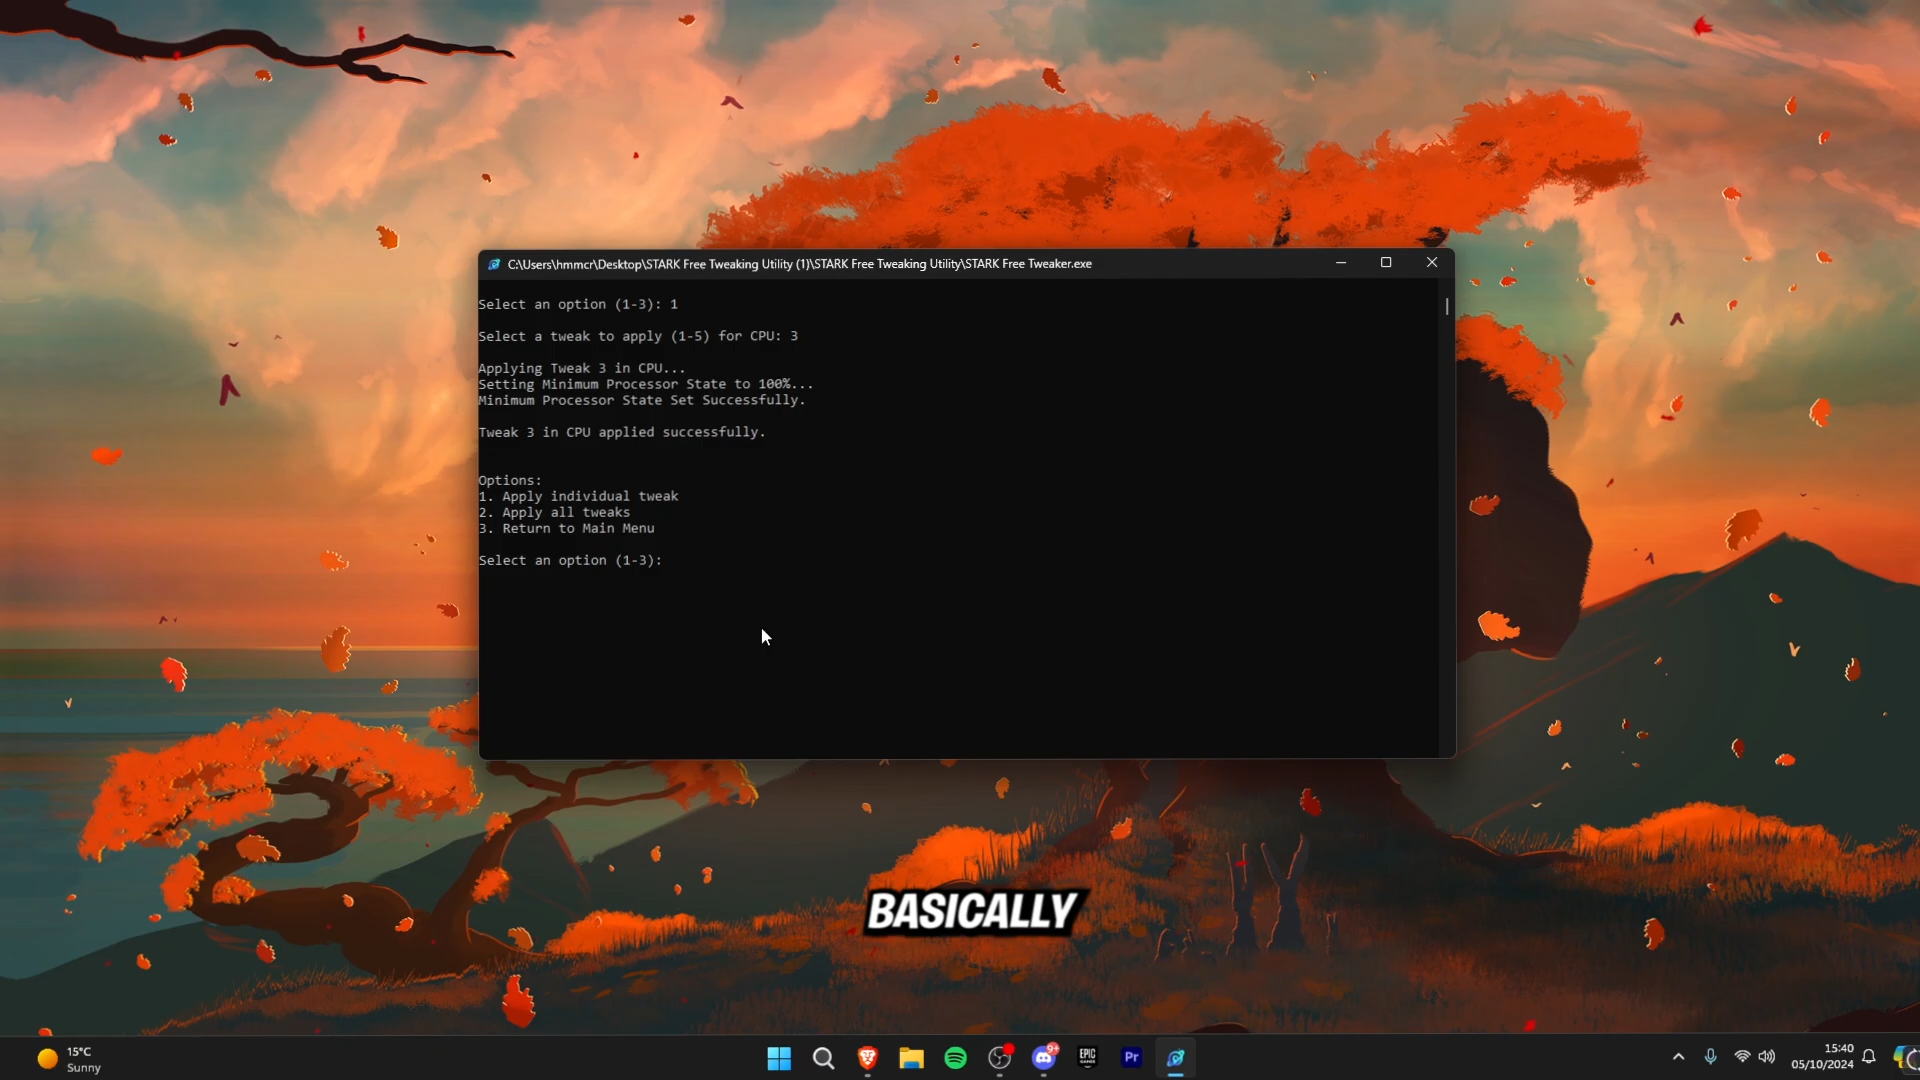 C:\Users\hmmcr\Desktop\STARK Free Tweaking Utility (1)\STARK Free Tweaking Utility\STARK Free Tweaker.exe
Select an option (1-3): 1
Select a tweak to apply (1-5) for CPU: 3
Applying Tweak 3 in CPU...
Setting Minimum Processor State to 100%...
Minimum Processor State Set Successfully.
Tweak 3 in CPU applied successfully.
Options:
1. Apply individual tweak
2. Apply all tweaks
3. Return to Main Menu
Select an option (1-3):
BASICALLY
15°C
Sunny
9+
EPIC
GAMES
Pr
15:40
05/10/2024